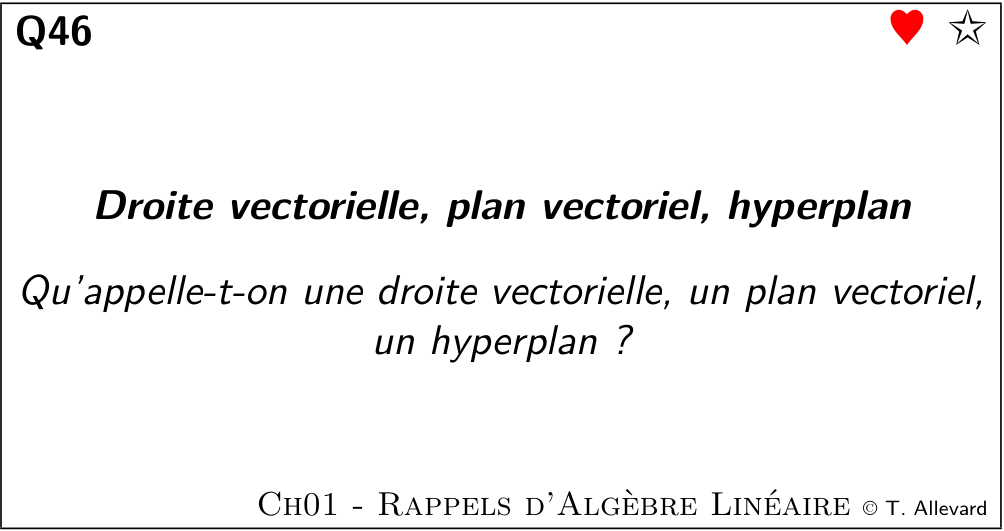 Q46
Droite vectorielle, plan vectoriel, hyperplan
Qu'appelle-t-on une droite vectorielle, un plan vectoriel,
un hyperplan ?
Ch01 - Rappels d'Algèbre Linéaire © T. Allevard